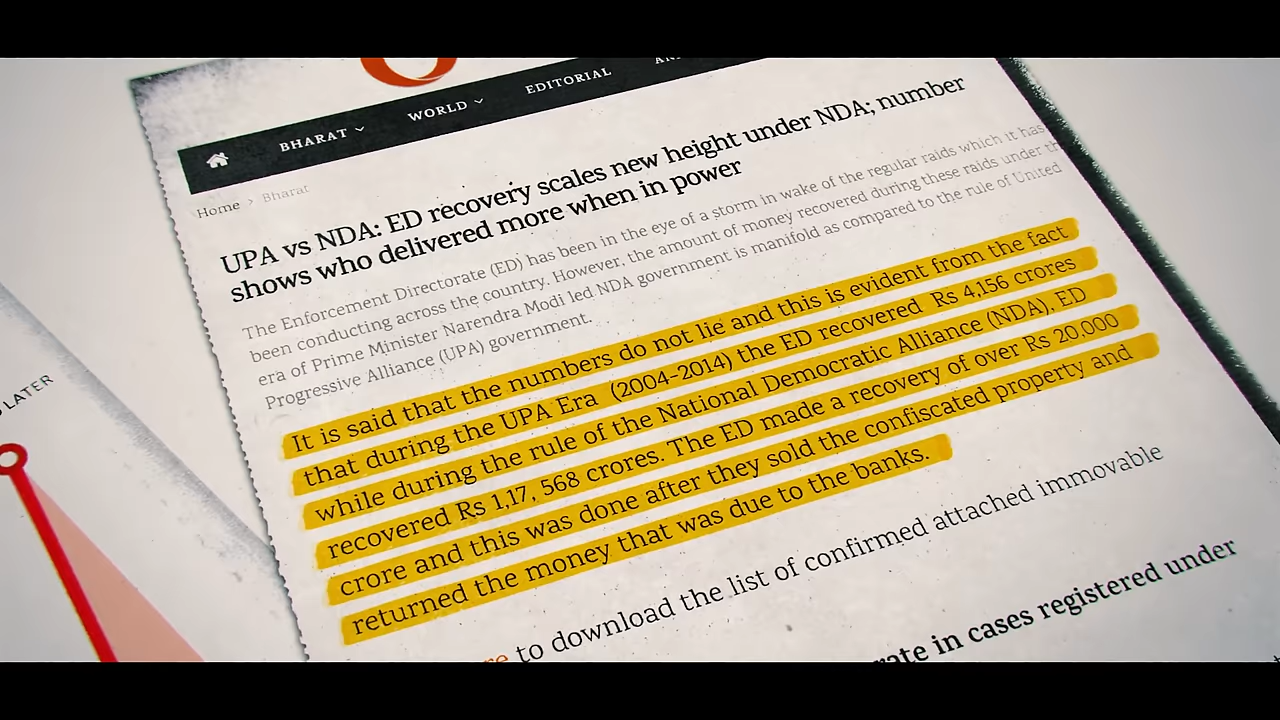 BHARAT WORLD EDITORIAL
Home > Bharat
UPA vs NDA: ED recovery scales new height under NDA; number
shows who delivered more when in power
The Enforcement Directorate (ED) has been in the eye of a storm in wake of the regular raids which it has
been conducting across the country. However, the amount of money recovered during these raids under
era of Prime Minister Narendra Modi led NDA government is manifold as compared to the rule of United
Progressive Alliance (UPA) government.
It is said that the numbers do not lie and this is evident from the fact
that during the UPA Era (2004-2014) the ED recovered Rs 4,156 crores
while during the rule of the National Democratic Alliance (NDA), ED
recovered Rs 1,17, 568 crores. The ED made a recovery of over Rs 20,000
crore and this was done after they sold the confiscated property and
returned the money that was due to the banks.
to download the list of confirmed attached immovable
in cases registered under
LATER